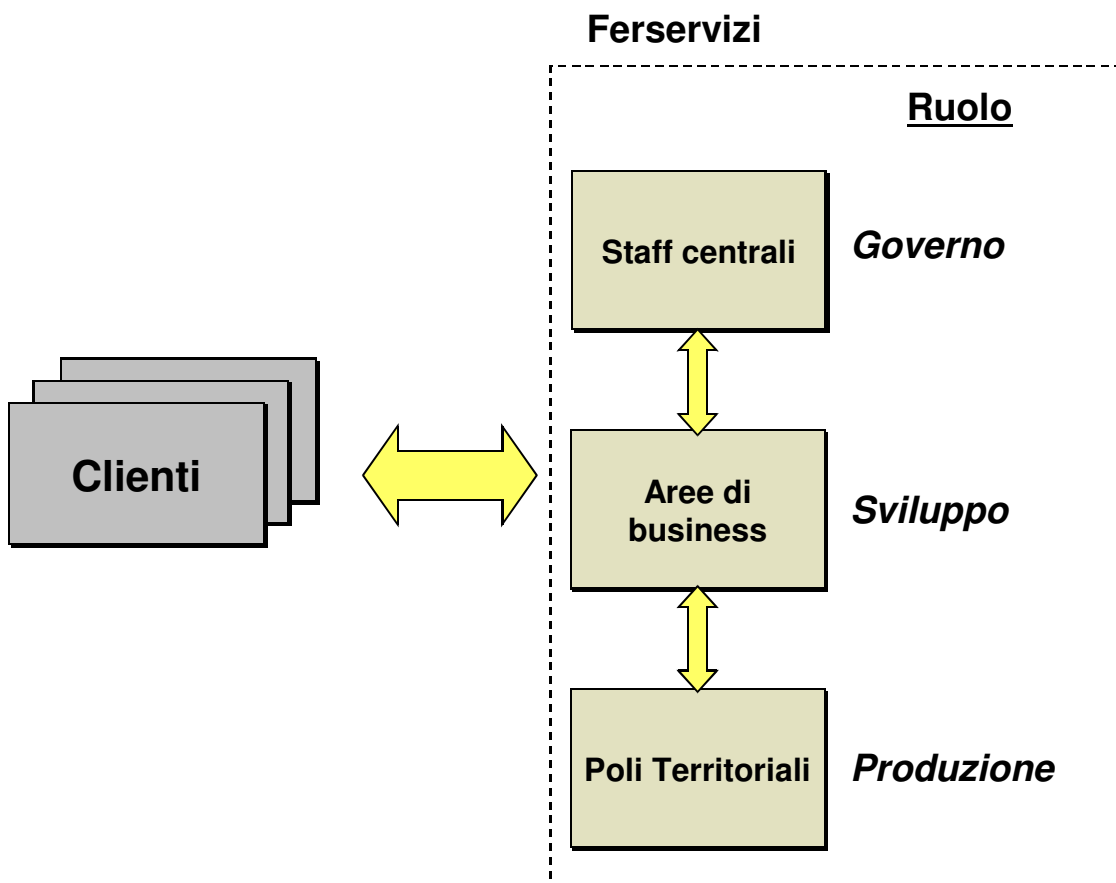 Ferservizi
Ruolo
Staff centrali
Governo
Clienti
Aree di
business
Sviluppo
Poli Territoriali
Produzione